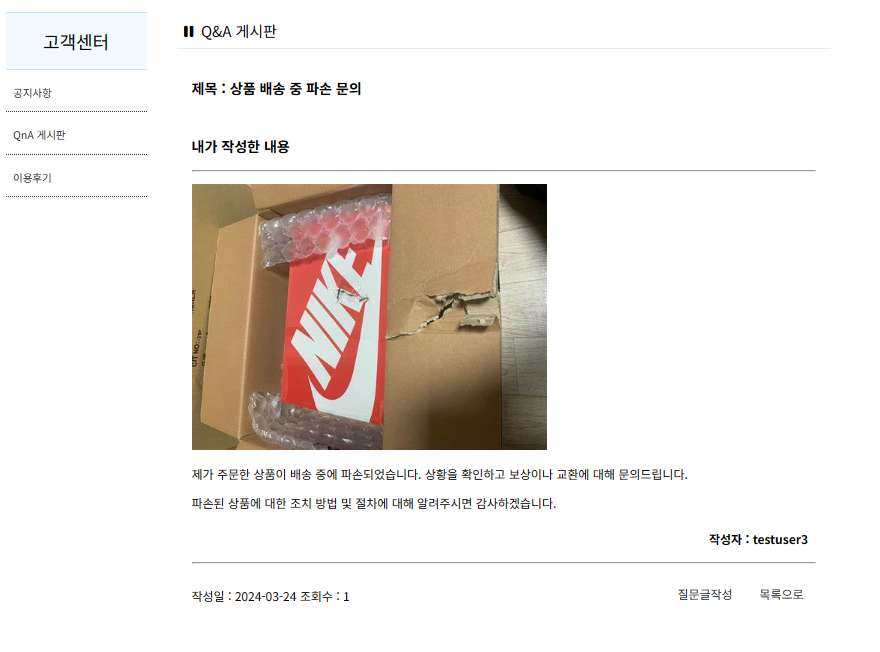 고객센터
공지사항
QnA 게시판
이용후기
Q&A 게시판
제목 : 상품 배송 중 파손 문의
내가 작성한 내용
NIKE
제가 주문한 상품이 배송 중에 파손되었습니다. 상황을 확인하고 보상이나 교환에 대해 문의드립니다.
파손된 상품에 대한 조치 방법 및 절차에 대해 알려주시면 감사하겠습니다.
작성자 : testuser3
작성일 : 2024-03-24 조회수 : 1
질문글작성 목록으로